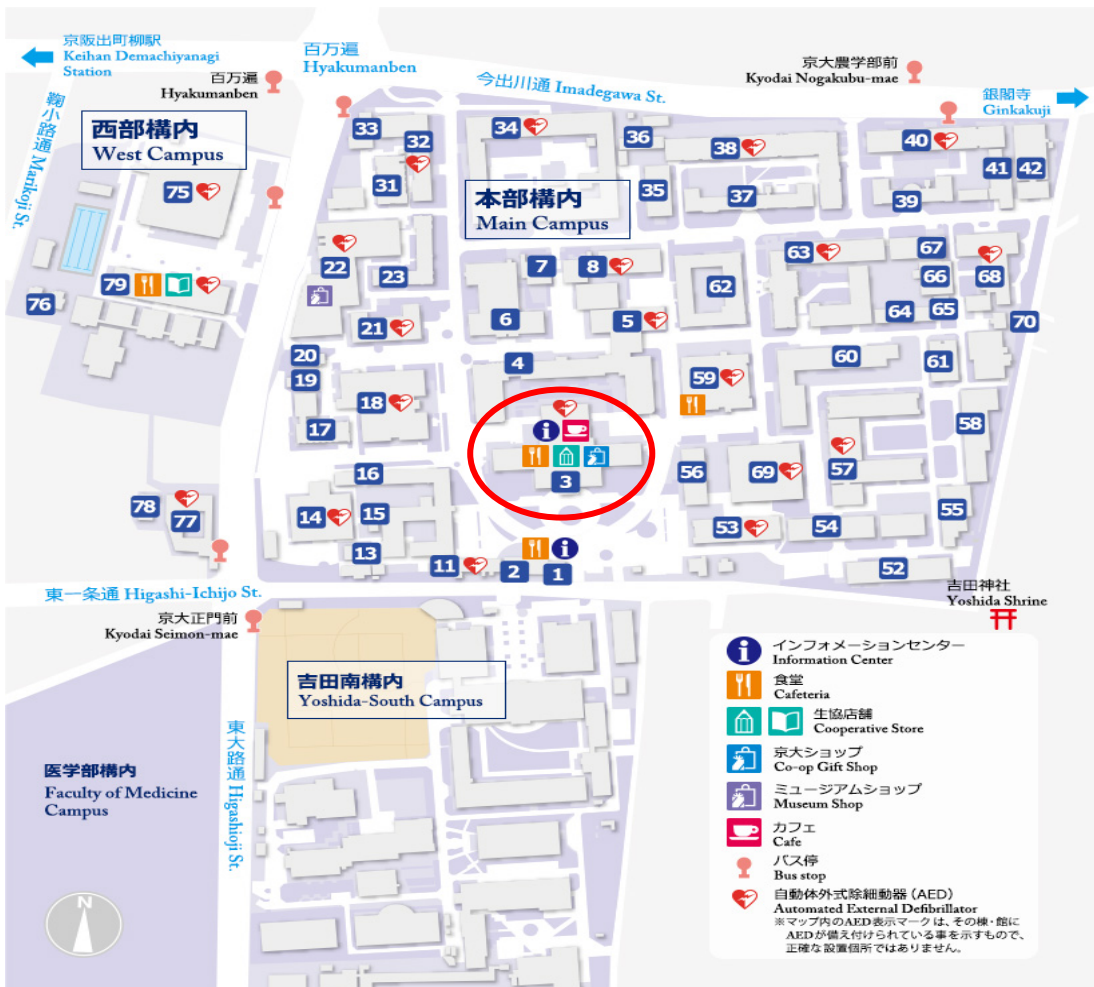 京阪出町柳駅
Keihan Demachiyanagi
Station
百万遍
Hyakumanben
百万遍
Hyakumanben
今出川通 Imadegawa St.
京大農学部前
Kyodai Nogakubu-mae
銀閣寺
Ginkakuji
鞠小路通 Marikoji St.
西部構内
West Campus
本部構内
Main Campus
33
32
31
34
36
35
38
37
40
41
42
39
75
79
76
22
23
21
7
8
6
5
62
63
67
66
68
64
65
70
4
20
19
18
17
59
60
61
58
3
16
14
15
13
11
2
1
56
69
57
53
54
55
52
78
77
東一条通 Higashi-Ichijo St.
京大正門前
Kyodai Seimon-mae
吉田神社
Yoshida Shrine
吉田南構内
Yoshida-South Campus
東大路通 Higashioji St.
医学部構内
Faculty of Medicine
Campus
N
インフォメーションセンター
Information Center
食堂
Cafeteria
生協店舗
Cooperative Store
京大ショップ
Co-op Gift Shop
ミュージアムショップ
Museum Shop
カフェ
Cafe
バス停
Bus stop
自動体外式除細動器（AED）
Automated External Defibrillator
※マップ内のAED表示マークは、その棟・館に
AEDが備え付けられている事を示すもので、
正確な設置個所ではありません。